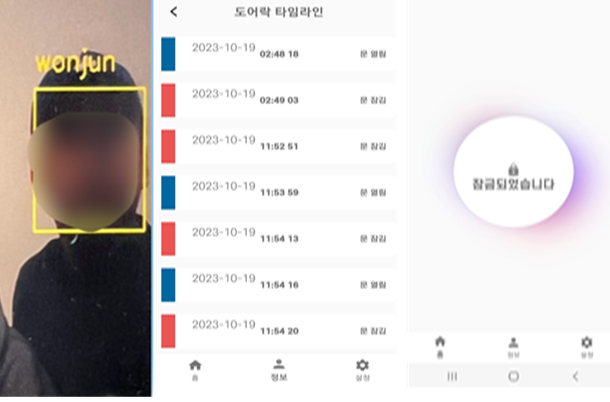 wonjun
도어락 타임라인
2023-10-19 02:48 18 문 열림
2023-10-19 02:49 03 문 잠김
2023-10-19 11:52 51 문 잠김
2023-10-19 11:53 59 문 열림
2023-10-19 11:54 13 문 잠김
2023-10-19 11:54 16 문 열림
2023-10-19 11:54 20 문 잠김
홈 정보 설정
잠금되었습니다
홈 정보 설정